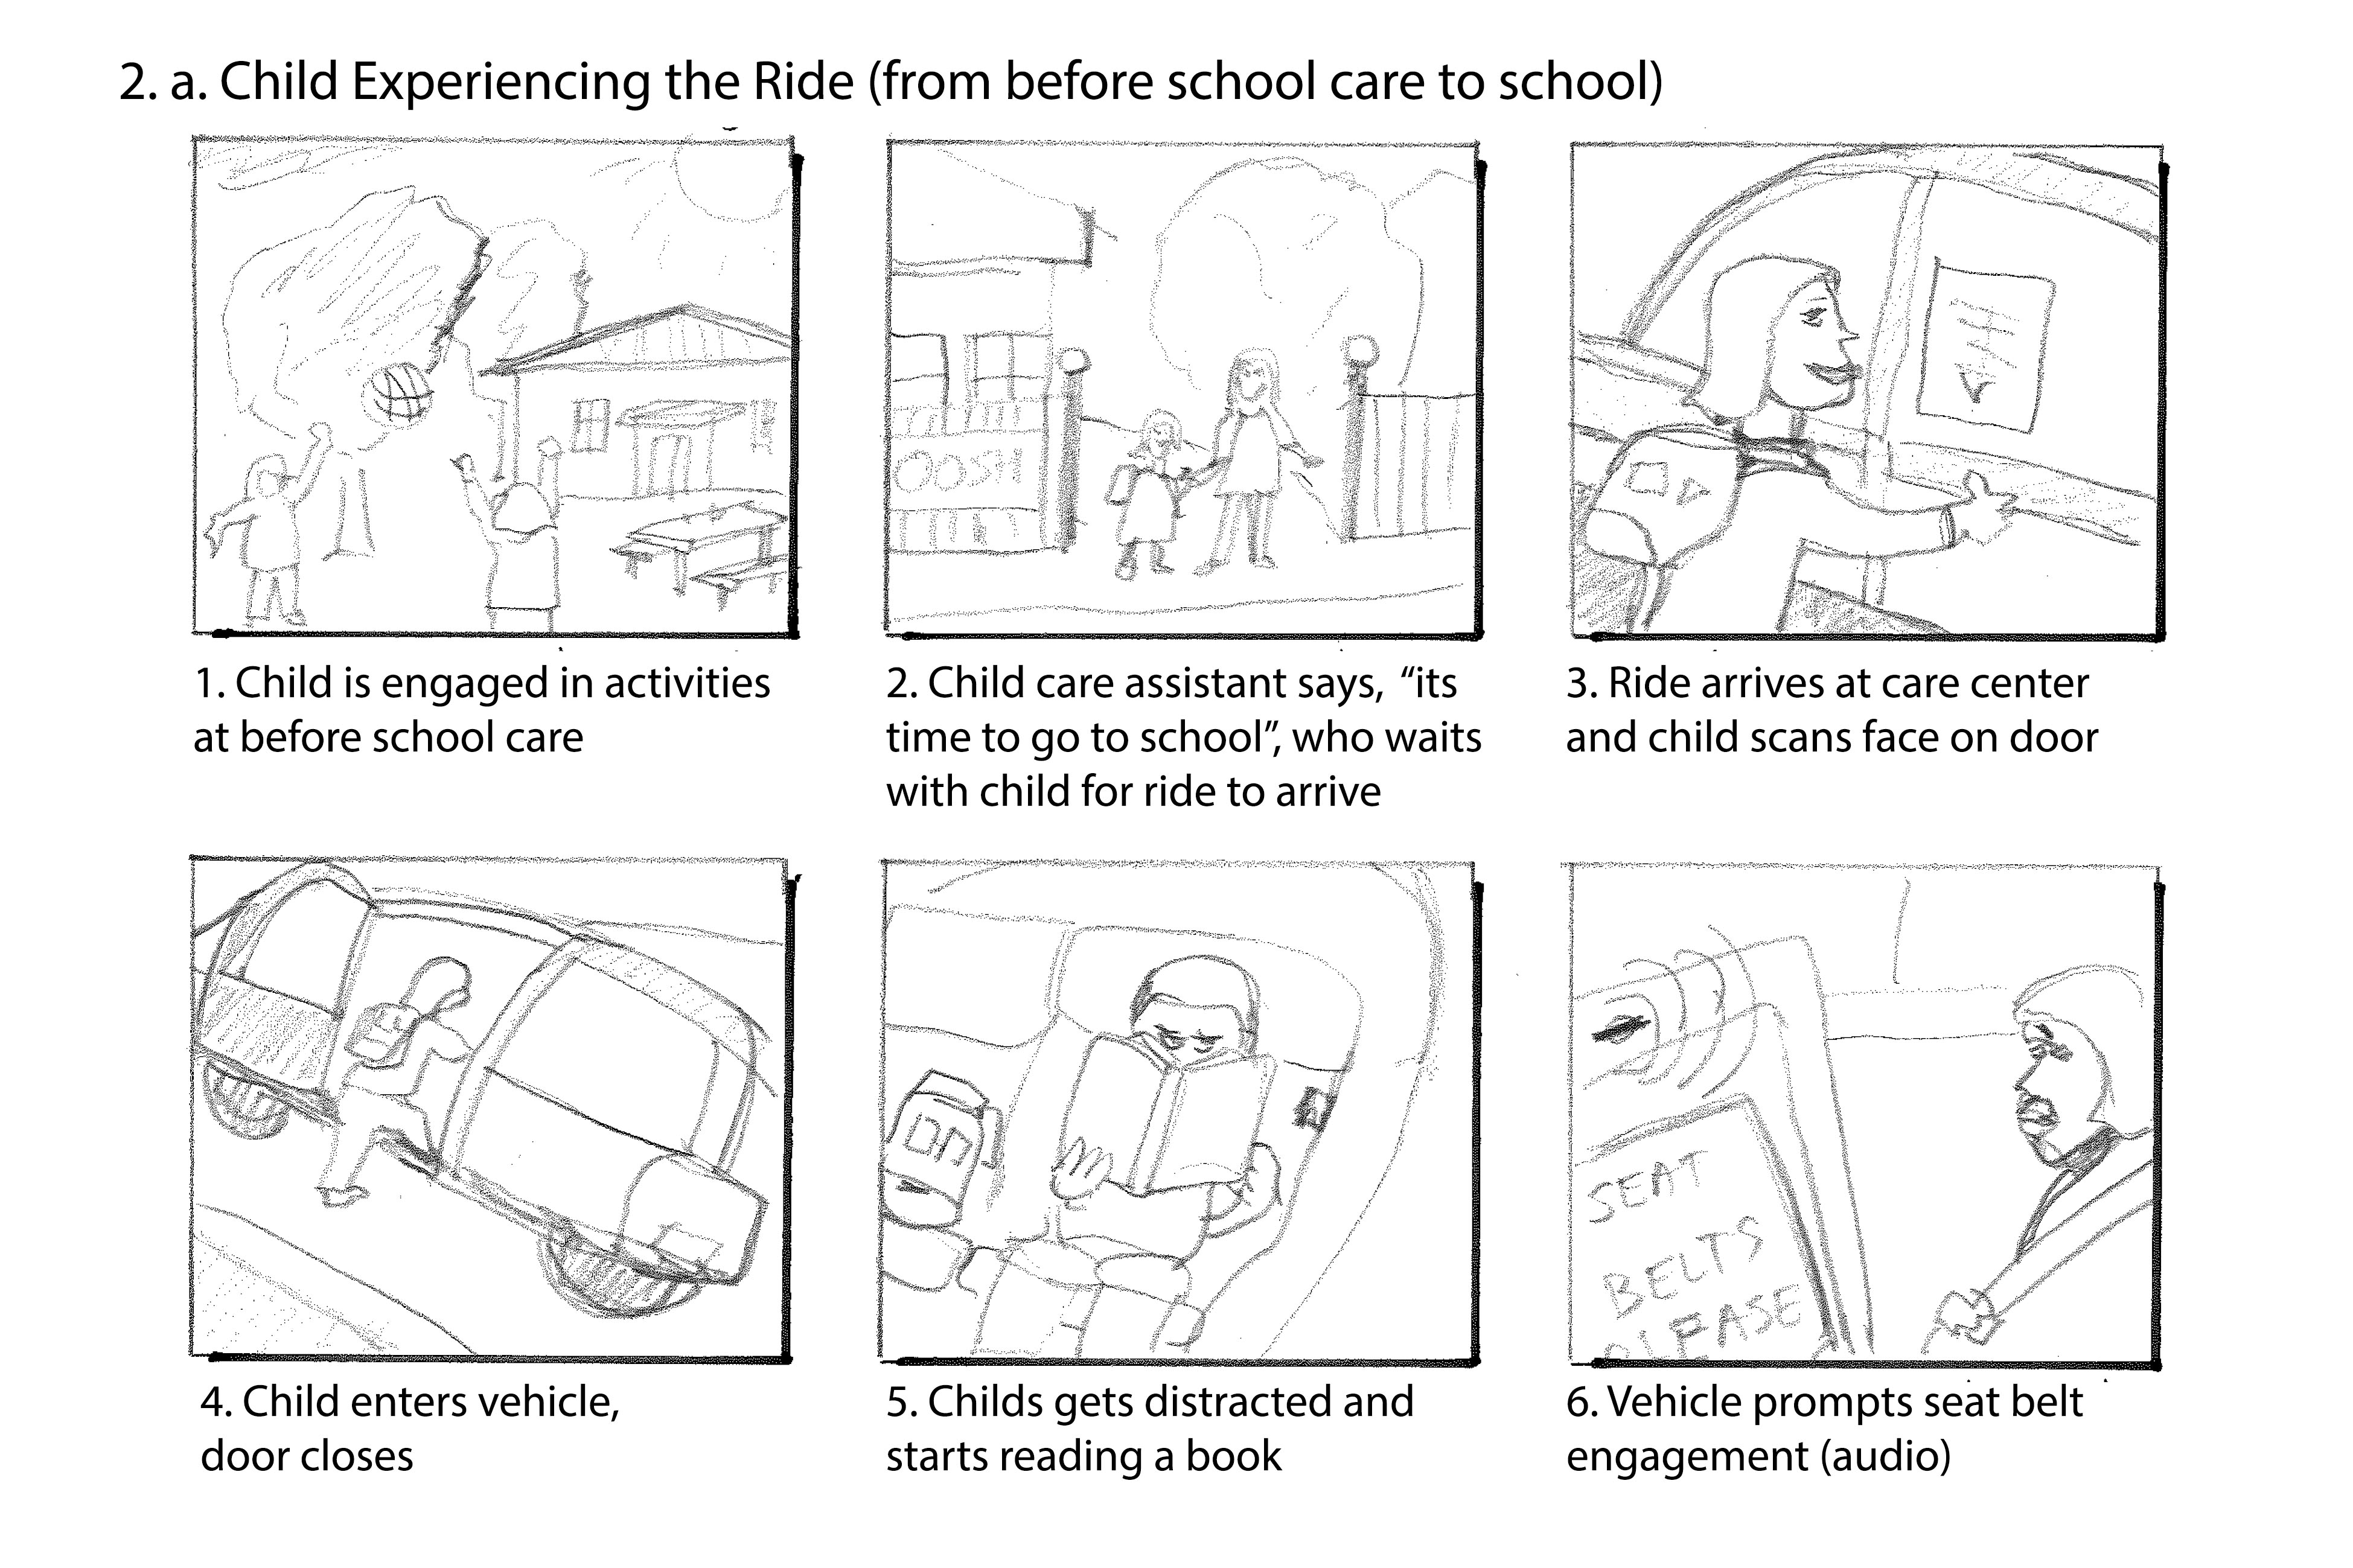 2. a. Child Experiencing the Ride (from before school care to school)
OOSH
1. Child is engaged in activities
at before school care
2. Child care assistant says, “its
time to go to school”, who waits
with child for ride to arrive
3. Ride arrives at care center
and child scans face on door
SEAT
BELTS
PLEASE
4. Child enters vehicle,
door closes
5. Childs gets distracted and
starts reading a book
6. Vehicle prompts seat belt
engagement (audio)